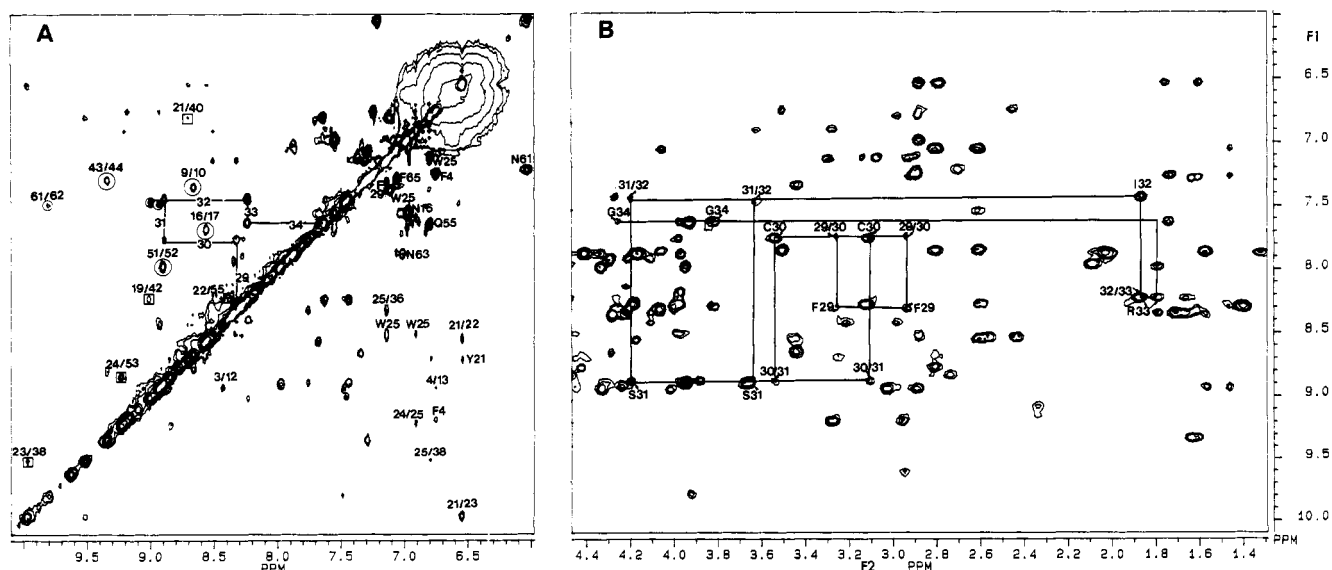 A
21/40
43/44
9/10
W25
F4
N61
F65
29
W25
61/62
32
31
16/17
33
34
N16
Q55
30
51/52
N63
29
19/42
22/55
25/36
W25 W25
21/22
Y21
24/53
3/12
4/13
24/25
F4
25/38
23/38
21/23
9.5 9.0 8.5 8.0 7.5 7.0 6.5
PPM
B
F1
6.5
7.0
7.5
8.0
8.5
9.0
9.5
10.0
PPM
31/32 31/32 I 32
G34 G34
C30 29/30 C30 29/30
F29 F29
32/33
R33
30/31 30/31
S31 S31
4.4 4.2 4.0 3.8 3.6 3.4 3.2 3.0 2.8 2.6 2.4 2.2 2.0 1.8 1.6 1.4
F2 PPM